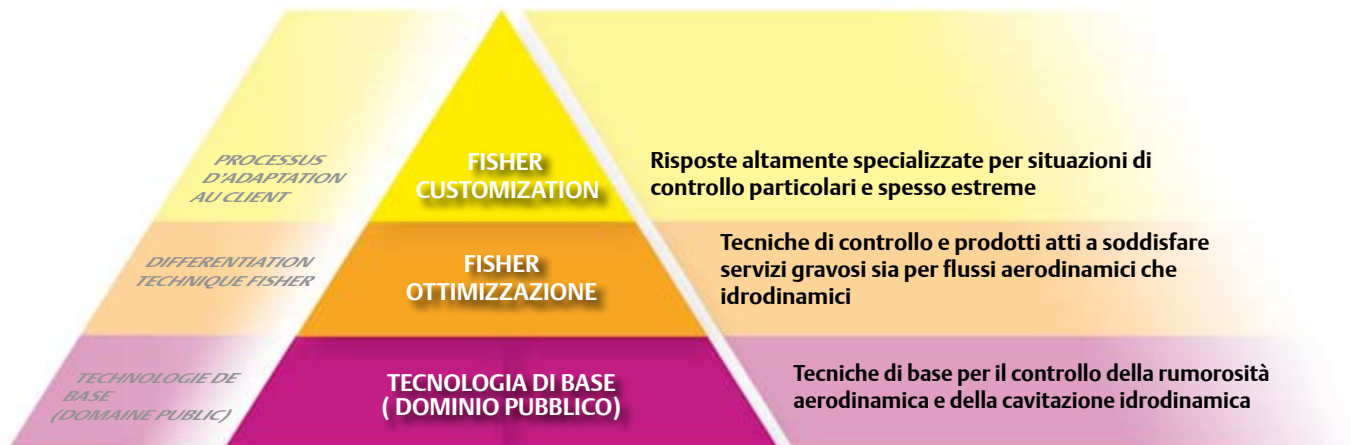 PROCESSUS
D'ADAPTATION
AU CLIENT
FISHER
CUSTOMIZATION
Risposte altamente specializzate per situazioni di
controllo particolari e spesso estreme
DIFFERENTIATION
TECHNIQUE FISHER
FISHER
OTTIMIZZAZIONE
Tecniche di controllo e prodotti atti a soddisfare
servizi gravosi sia per flussi aerodinamici che
idrodinamici
TECHNOLOGIE DE
BASE
(DOMAINE PUBLIC)
TECNOLOGIA DI BASE
( DOMINIO PUBBLICO)
Tecniche di base per il controllo della rumorosità
aerodinamica e della cavitazione idrodinamica